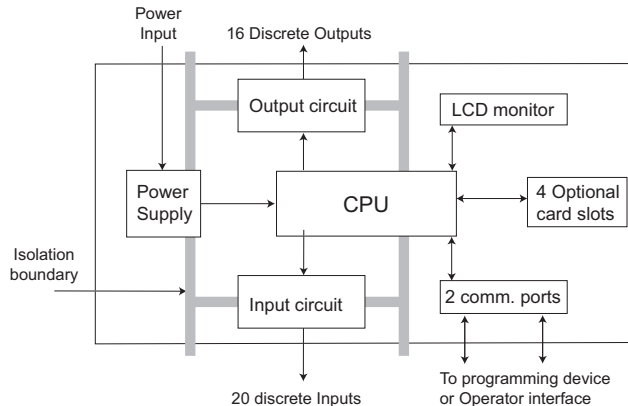 Power
Input
16 Discrete Outputs
Output circuit
LCD monitor
Power
Supply
CPU
4 Optional
card slots
Isolation
boundary
Input circuit
2 comm. ports
20 discrete Inputs
To programming device
or Operator interface